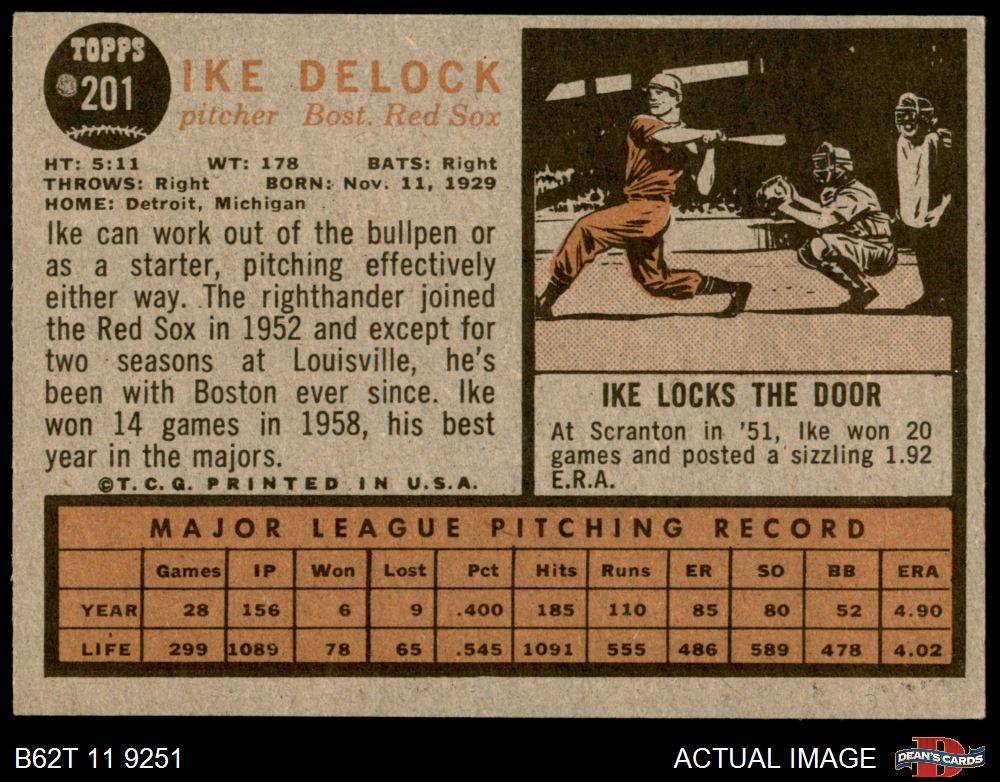 TOPPS
201
IKE DELOCK
pitcher Bost. Red Sox
HT: 5:11 WT: 178 BATS: Right
THROWS: Right BORN: Nov. 11, 1929
HOME: Detroit, Michigan
Ike can work out of the bullpen or
as a starter, pitching effectively
either way. The righthander joined
the Red Sox in 1952 and except for
two seasons at Louisville, he's
been with Boston ever since. Ike
won 14 games in 1958, his best
year in the majors.
©T.C.G. PRINTED IN U.S.A.
IKE LOCKS THE DOOR
At Scranton in '51, Ike won 20
games and posted a sizzling 1.92
E.R.A.
MAJOR LEAGUE PITCHING RECORD
Games IP Won Lost Pct Hits Runs ER SO BB ERA
YEAR 28 156 6 9 .400 185 110 85 80 52 4.90
LIFE 299 1089 78 65 .545 1091 555 486 589 478 4.02
B62T 11 9251
ACTUAL IMAGE
D
DEAN'S CARDS